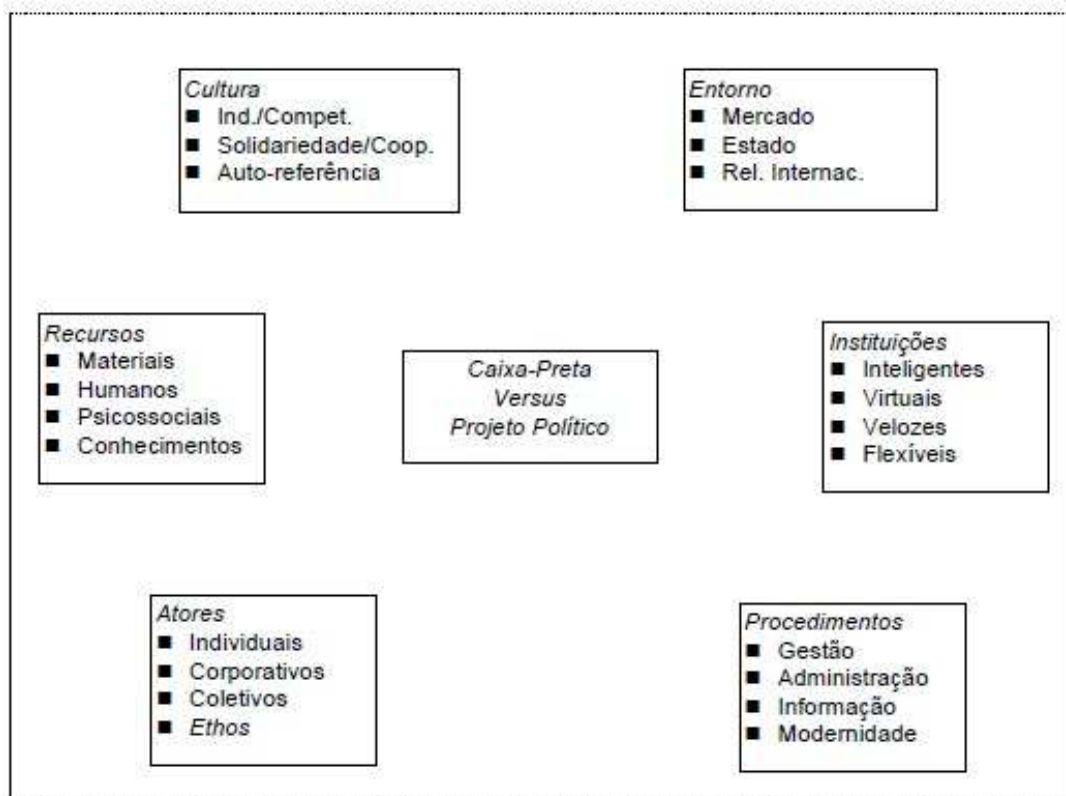 Cultura
■ Ind./Compet.
■ Solidariedade/Coop.
■ Auto-referência
Entorno
■ Mercado
■ Estado
■ Rel. Internac.
Recursos
■ Materiais
■ Humanos
■ Psicossociais
■ Conhecimentos
Caixa-Preta
Versus
Projeto Político
Instituições
■ Inteligentes
■ Virtuais
■ Velozes
■ Flexíveis
Atores
■ Individuais
■ Corporativos
■ Coletivos
■ Ethos
Procedimentos
■ Gestão
■ Administração
■ Informação
■ Modernidade